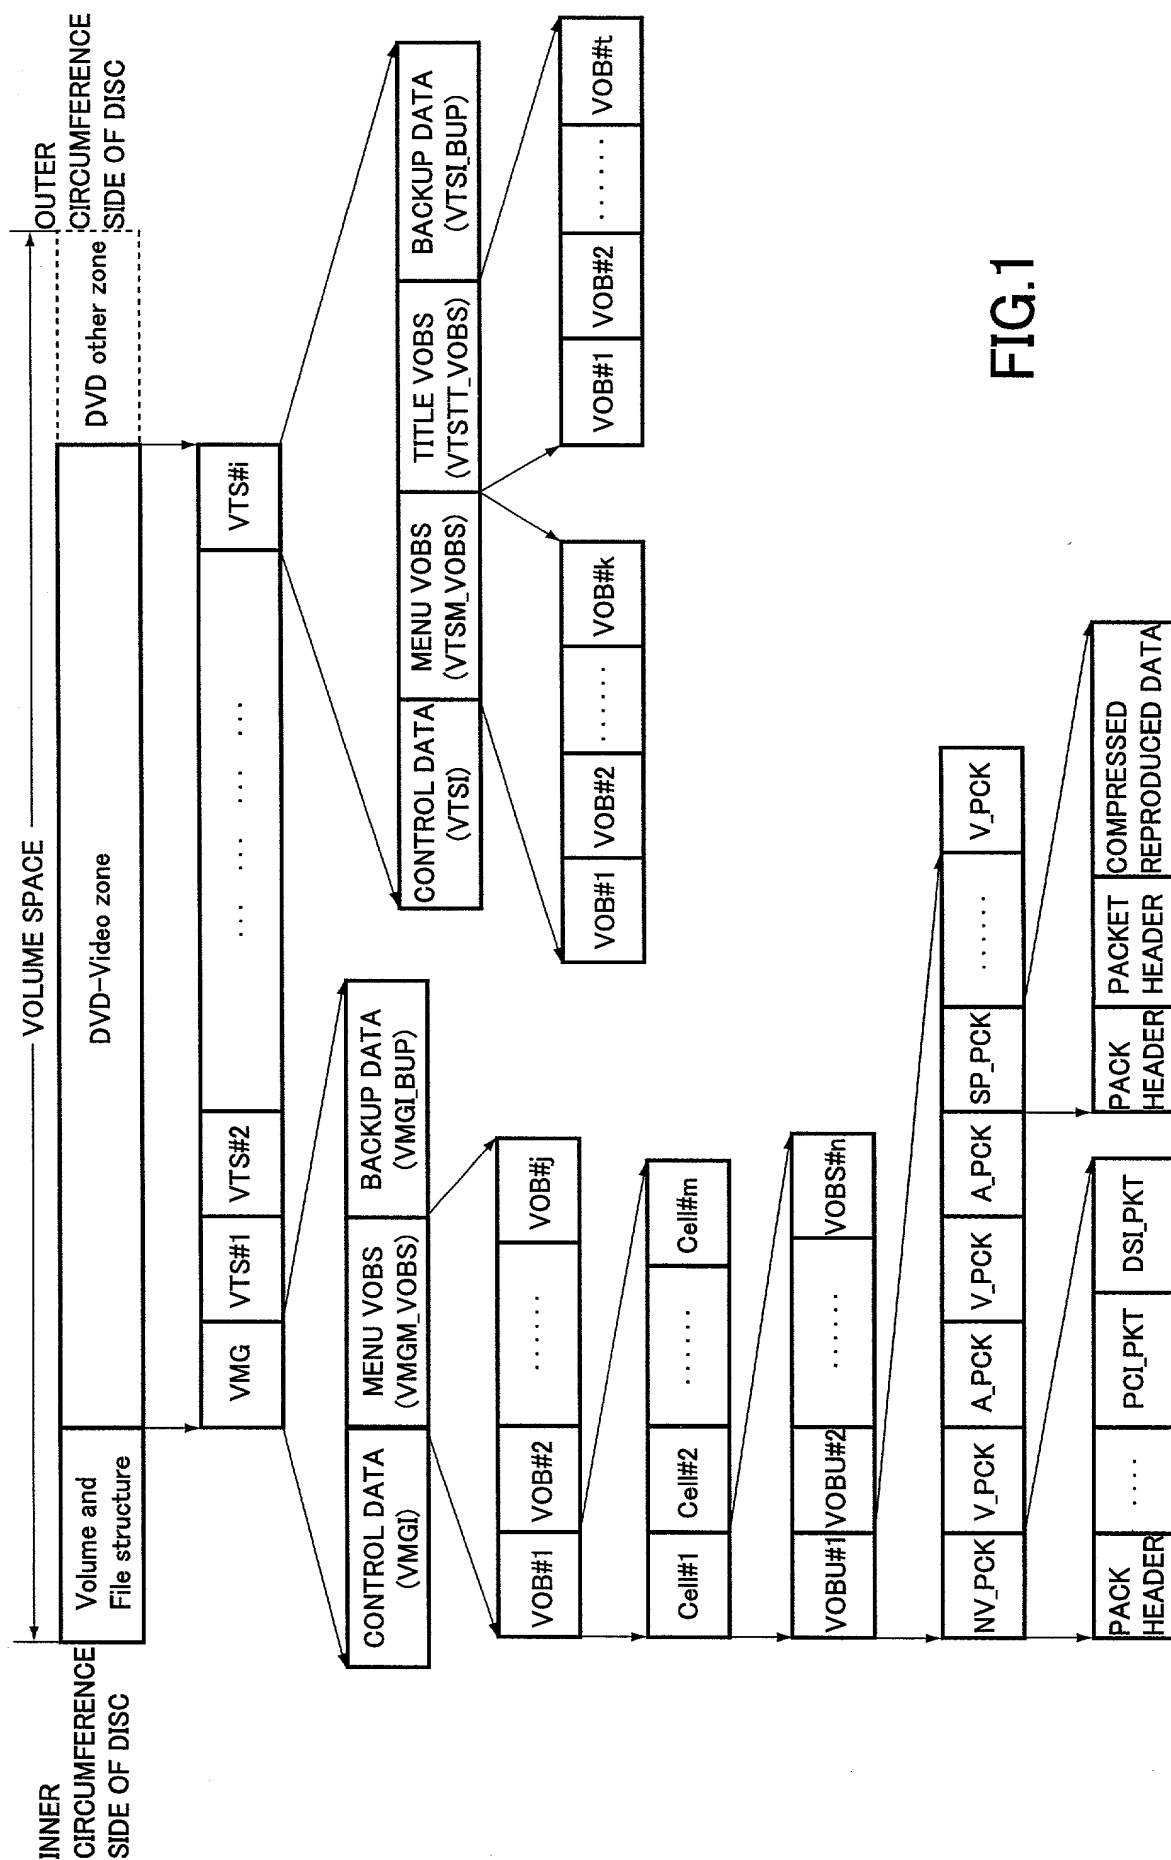 VOLUME SPACE
INNER
CIRCUMFERENCE
SIDE OF DISC
OUTER
CIRCUMFERENCE
SIDE OF DISC
Volume and
File structure
DVD-Video zone
DVD other zone
VMG
VTS#1
VTS#2
... ... ... ...
VTS#i
CONTROL DATA
(VMGI)
MENU VOBS
(VMGM_VOBS)
BACKUP DATA
(VMGI_BUP)
CONTROL DATA
(VTSI)
MENU VOBS
(VTSM_VOBS)
TITLE VOBS
(VTSTT_VOBS)
BACKUP DATA
(VTSI_BUP)
VOB#1
VOB#2
......
VOB#j
VOB#1
VOB#2
......
VOB#k
VOB#1
VOB#2
......
VOB#t
Cell#1
Cell#2
......
Cell#m
VOBU#1
VOBU#2
......
VOBS#n
NV_PCK
V_PCK
A_PCK
V_PCK
A_PCK
SP_PCK
......
V_PCK
PACK
HEADER
....
PCI_PKT
DSI_PKT
PACK
HEADER
PACKET
HEADER
COMPRESSED
REPRODUCED DATA
FIG.1